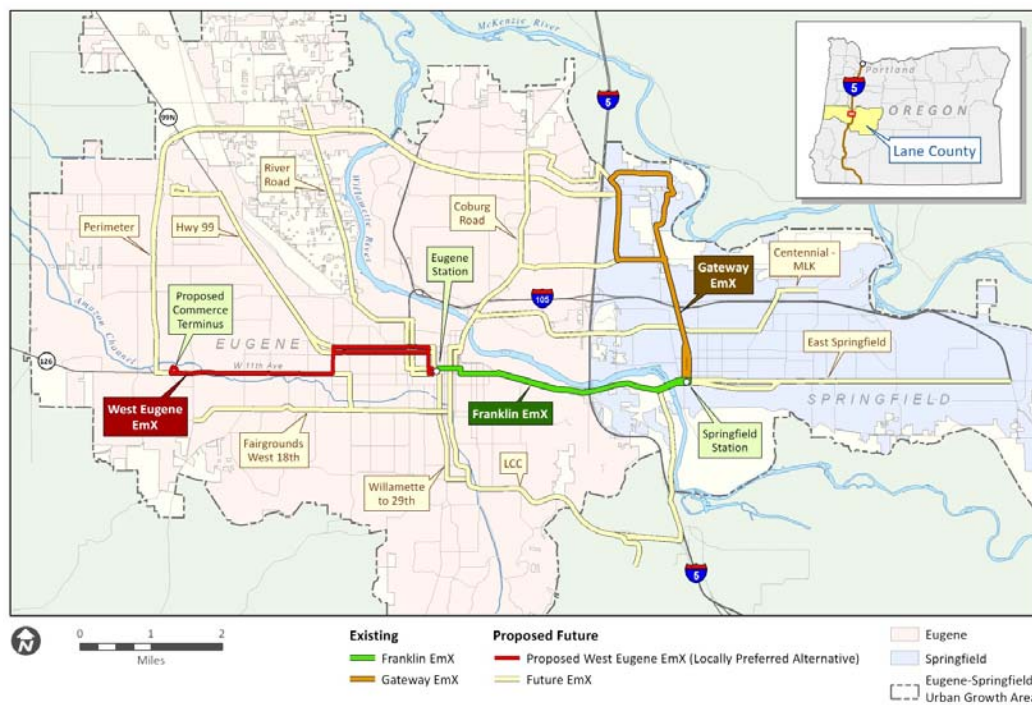 McKenzie River
5
Portland
5
OREGON
Lane County
99N
River
Road
Willamette River
Coburg
Road
Perimeter
Hwy 99
Eugene
Station
Centennial -
MLK
Gateway
EmX
105
Amazon Channel
Proposed
Commerce
Terminus
EUGENE
W 11th Ave
126
East Springfield
SPRINGFIELD
West Eugene
EmX
Franklin EmX
Springfield
Station
Fairgrounds
West 18th
LCC
Willamette
to 29th
5
N
0 1 2
Miles
Existing
Franklin EmX
Gateway EmX
Proposed Future
Proposed West Eugene EmX (Locally Preferred Alternative)
Future EmX
Eugene
Springfield
Eugene-Springfield
Urban Growth Area